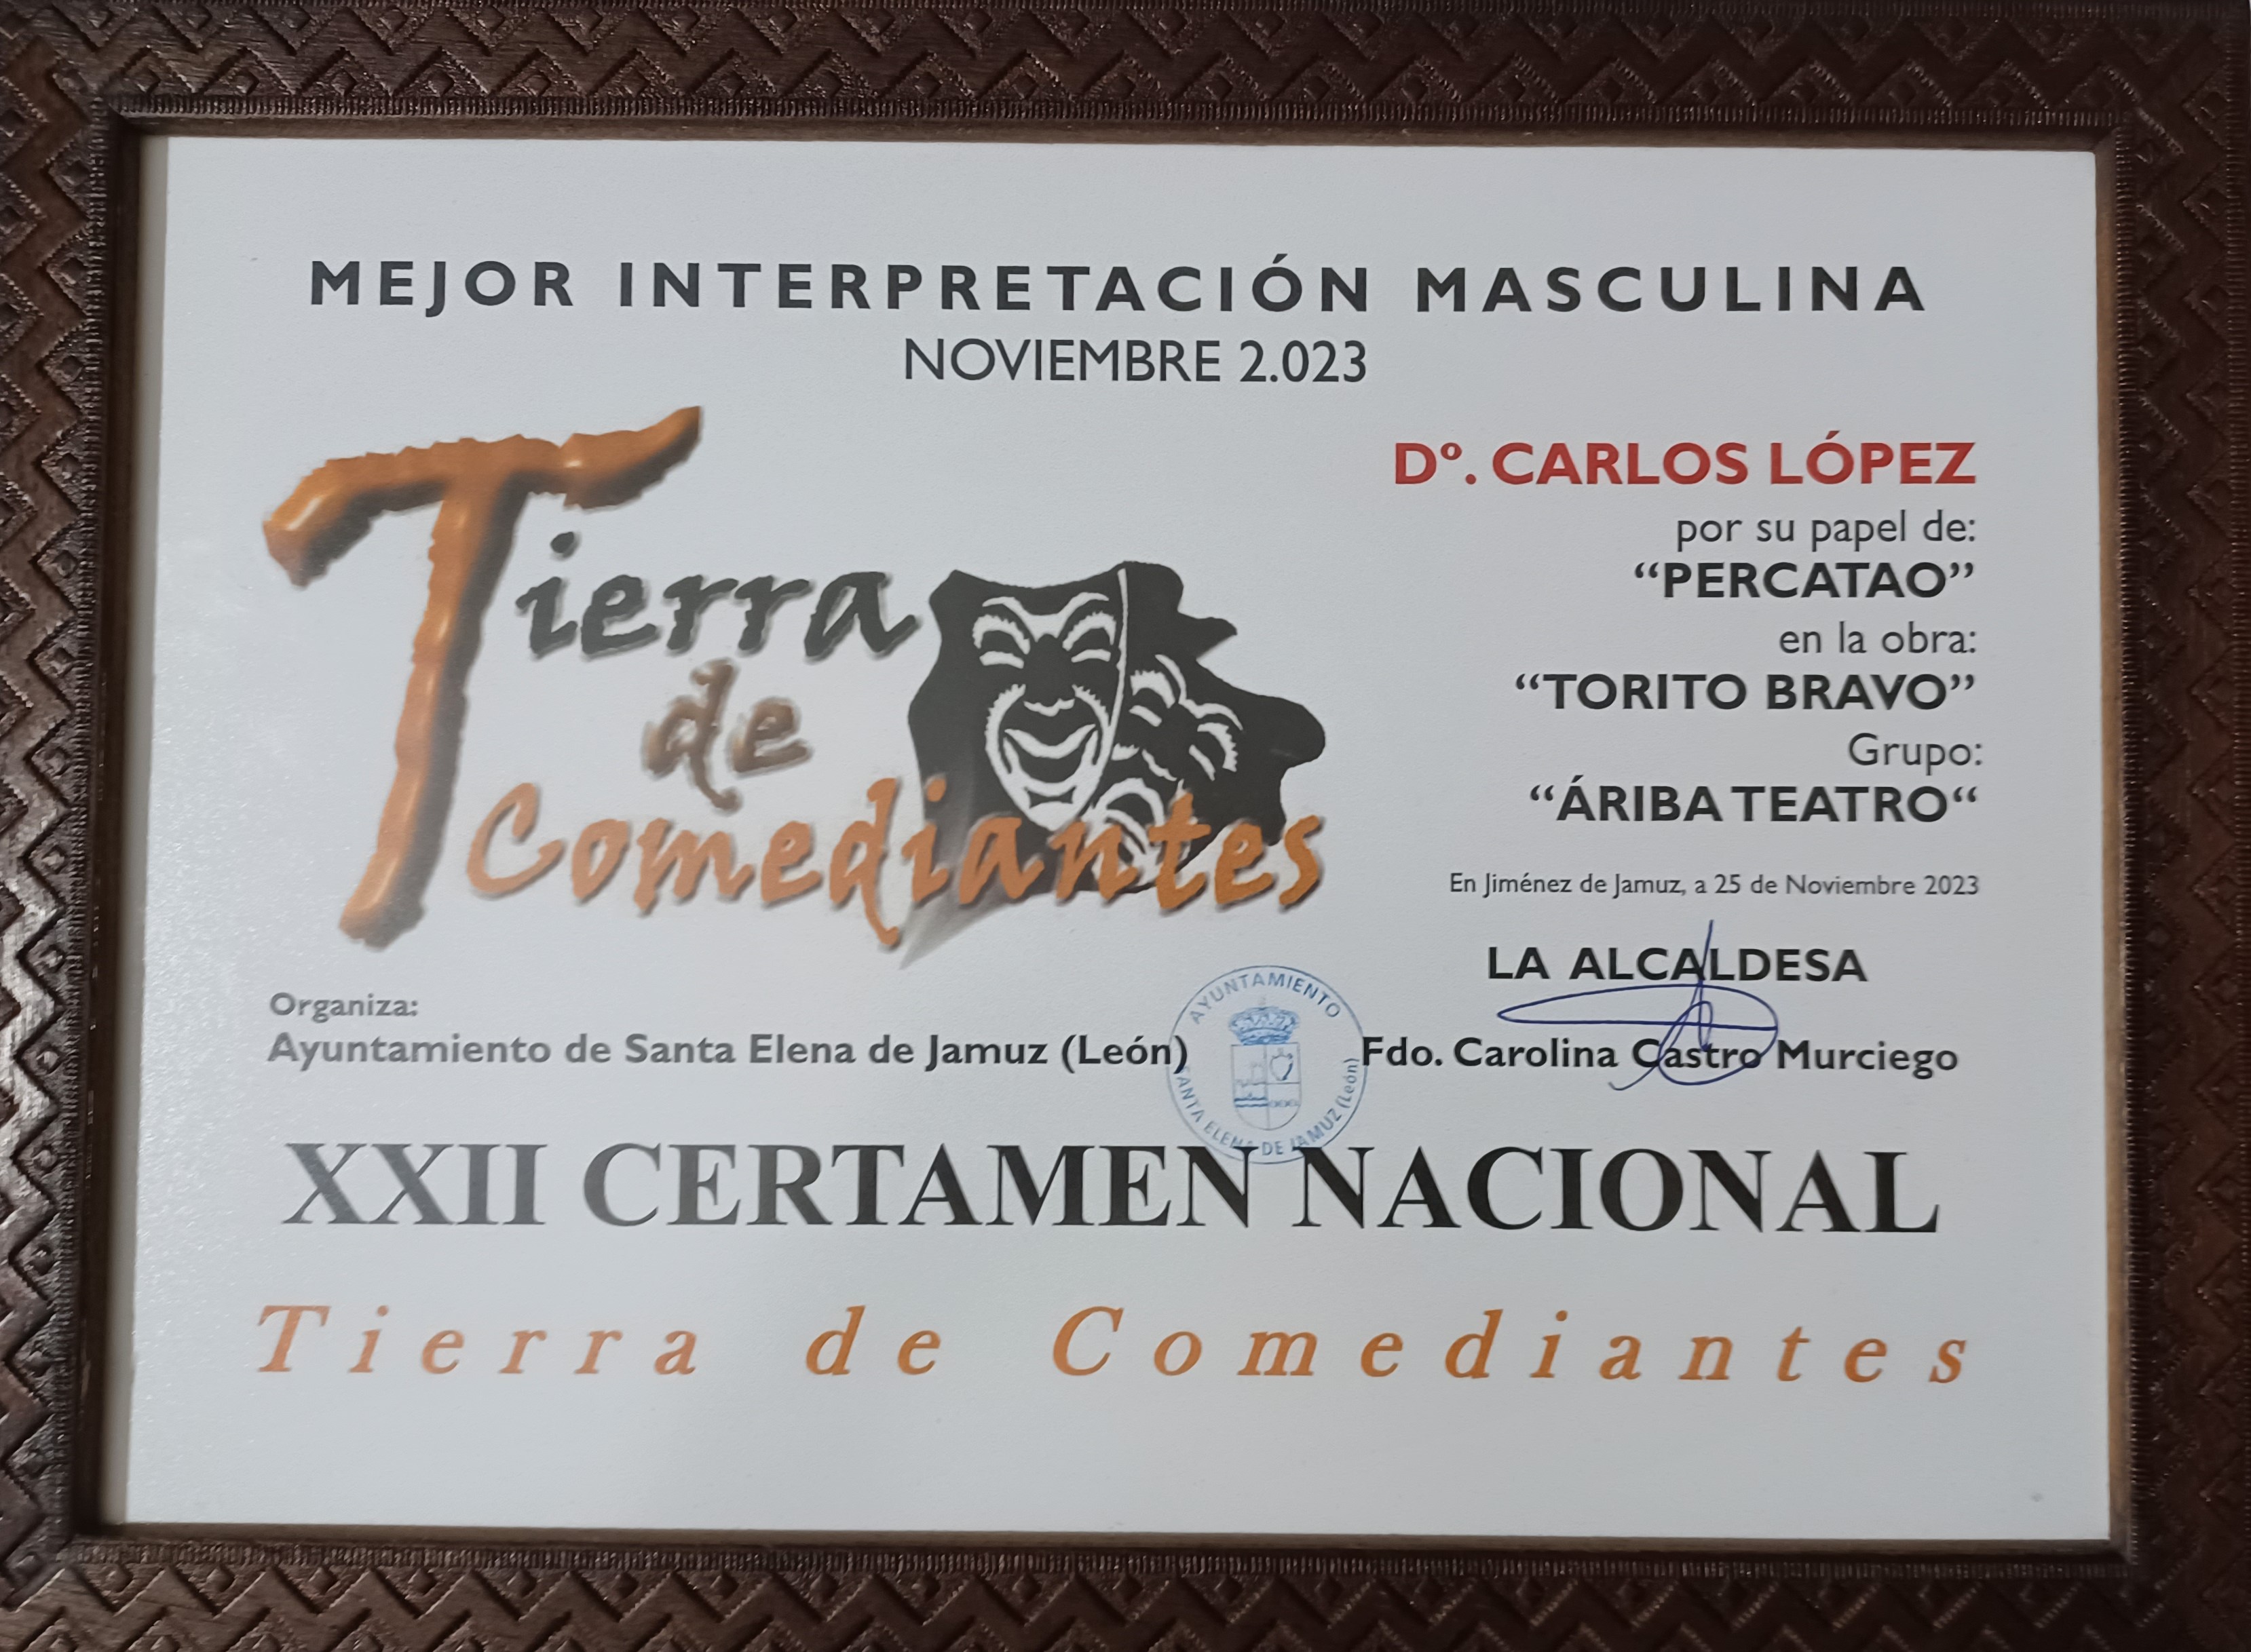 MEJOR INTERPRETACIÓN MASCULINA
NOVIEMBRE 2.023
Tierra
de
Comediantes
Dº. CARLOS LÓPEZ
por su papel de:
“PERCATAO”
en la obra:
“TORITO BRAVO”
Grupo:
“ÁRIBA TEATRO“
En Jiménez de Jamuz, a 25 de Noviembre 2023
LA ALCALDESA
Fdo. Carolina Castro Murciego
Organiza:
Ayuntamiento de Santa Elena de Jamuz (León)
AYUNTAMIENTO
SANTA ELENA DE JAMUZ (León)
XXII CERTAMEN NACIONAL
Tierra de Comediantes